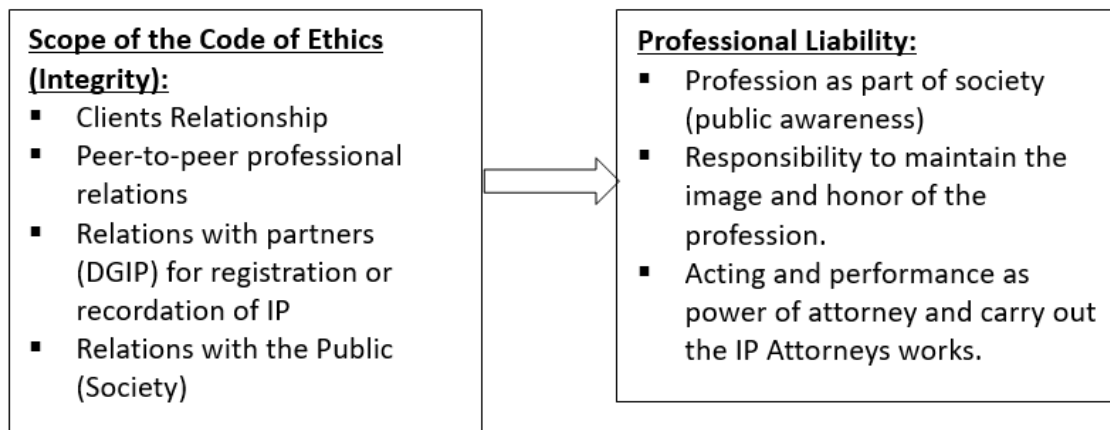 Scope of the Code of Ethics
(Integrity):
▪ Clients Relationship
▪ Peer-to-peer professional
relations
▪ Relations with partners
(DGIP) for registration or
recordation of IP
▪ Relations with the Public
(Society)
Professional Liability:
▪ Profession as part of society
(public awareness)
▪ Responsibility to maintain the
image and honor of the
profession.
▪ Acting and performance as
power of attorney and carry out
the IP Attorneys works.